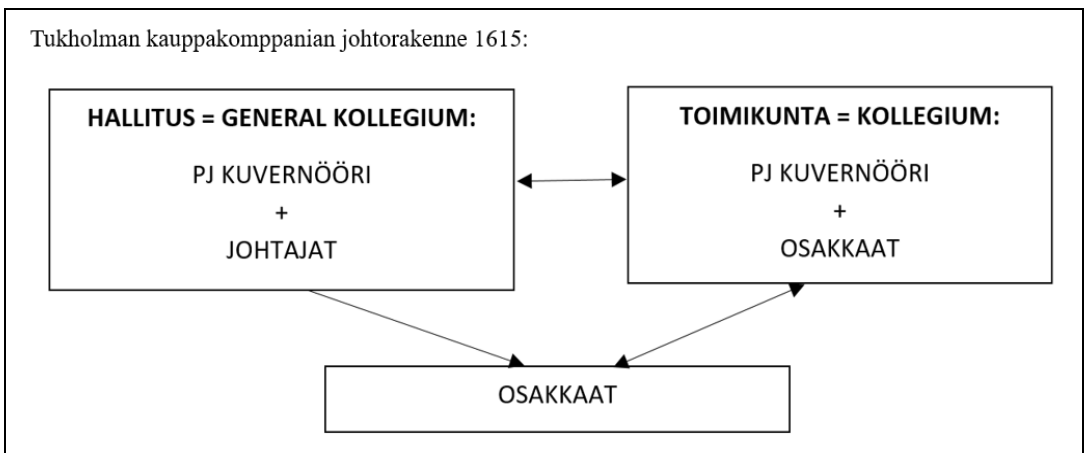 Tukholman kauppakomppanian johtorakenne 1615:
HALLITUS = GENERAL KOLLEGIUM:
PJ KUVERNÖÖRI
+
JOHTAJAT
TOIMIKUNTA = KOLLEGIUM:
PJ KUVERNÖÖRI
+
OSAKKAAT
OSAKKAAT